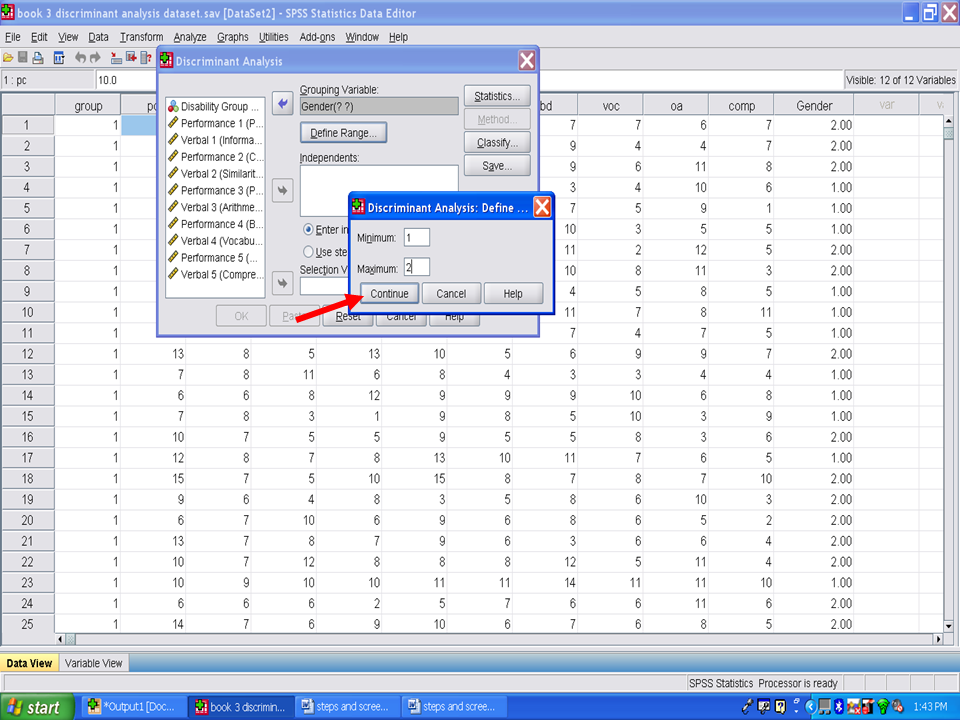 book 3 discriminant analysis dataset.sav [DataSet2] - SPSS Statistics Data Editor
File Edit View Data Transform Analyze Graphs Utilities Add-ons Window Help
1 : pc 10.0 Visible: 12 of 12 Variables
Discriminant Analysis
Grouping Variable:
Gender(? ?)
Define Range...
Independents:
Disability Group ...
Performance 1 (P...
Verbal 1 (Informa...
Performance 2 (C...
Verbal 2 (Similarit...
Performance 3 (P...
Verbal 3 (Arithme...
Performance 4 (B...
Verbal 4 (Vocabu...
Performance 5 (...
Verbal 5 (Compre...
Enter in
Use ste
Selection V
Statistics...
Method...
Classify...
Save...
OK Paste Reset Cancel Help
Discriminant Analysis: Define ...
Minimum: 1
Maximum: 2
Continue Cancel Help
group pc bd voc oa comp Gender var
1 1 7 7 6 7 2.00
2 1 9 4 4 7 2.00
3 1 9 6 11 8 2.00
4 1 3 4 10 6 1.00
5 1 7 5 9 1 1.00
6 1 10 3 5 5 1.00
7 1 11 2 12 5 2.00
8 1 10 8 11 3 2.00
9 1 4 5 8 5 1.00
10 1 11 7 8 11 1.00
11 1 7 4 7 5 1.00
12 1 13 8 5 13 10 5 6 9 9 7 2.00
13 1 7 8 11 6 8 4 3 3 4 4 1.00
14 1 6 6 8 12 9 9 9 10 6 8 1.00
15 1 7 8 3 1 9 8 5 10 3 9 1.00
16 1 10 7 5 5 9 5 5 8 3 6 2.00
17 1 12 8 7 8 13 10 11 7 6 5 1.00
18 1 15 7 5 10 15 8 7 8 7 10 2.00
19 1 9 6 4 8 3 5 8 6 10 3 2.00
20 1 6 7 10 6 9 6 8 6 5 2 2.00
21 1 13 7 8 7 9 6 3 6 6 4 2.00
22 1 10 7 12 8 8 8 12 5 11 4 2.00
23 1 10 9 10 10 11 11 14 11 11 10 1.00
24 1 6 6 6 2 5 7 6 6 11 6 2.00
25 1 14 7 6 9 10 6 7 6 8 5 2.00
Data View Variable View
SPSS Statistics Processor is ready
start *Output1 [Doc... book 3 discrimin... steps and scree... steps and scree... 1:43 PM